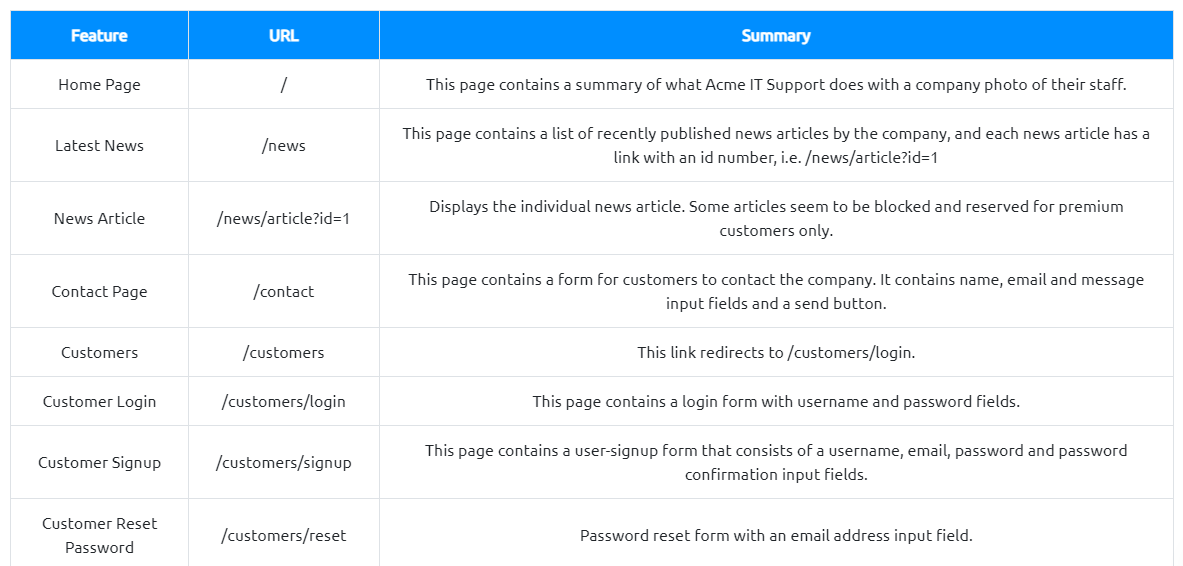 Feature URL Summary
Home Page / This page contains a summary of what Acme IT Support does with a company photo of their staff.
Latest News /news This page contains a list of recently published news articles by the company, and each news article has a
link with an id number, i.e. /news/article?id=1
News Article /news/article?id=1 Displays the individual news article. Some articles seem to be blocked and reserved for premium
customers only.
Contact Page /contact This page contains a form for customers to contact the company. It contains name, email and message
input fields and a send button.
Customers /customers This link redirects to /customers/login.
Customer Login /customers/login This page contains a login form with username and password fields.
Customer Signup /customers/signup This page contains a user-signup form that consists of a username, email, password and password
confirmation input fields.
Customer Reset
Password /customers/reset Password reset form with an email address input field.